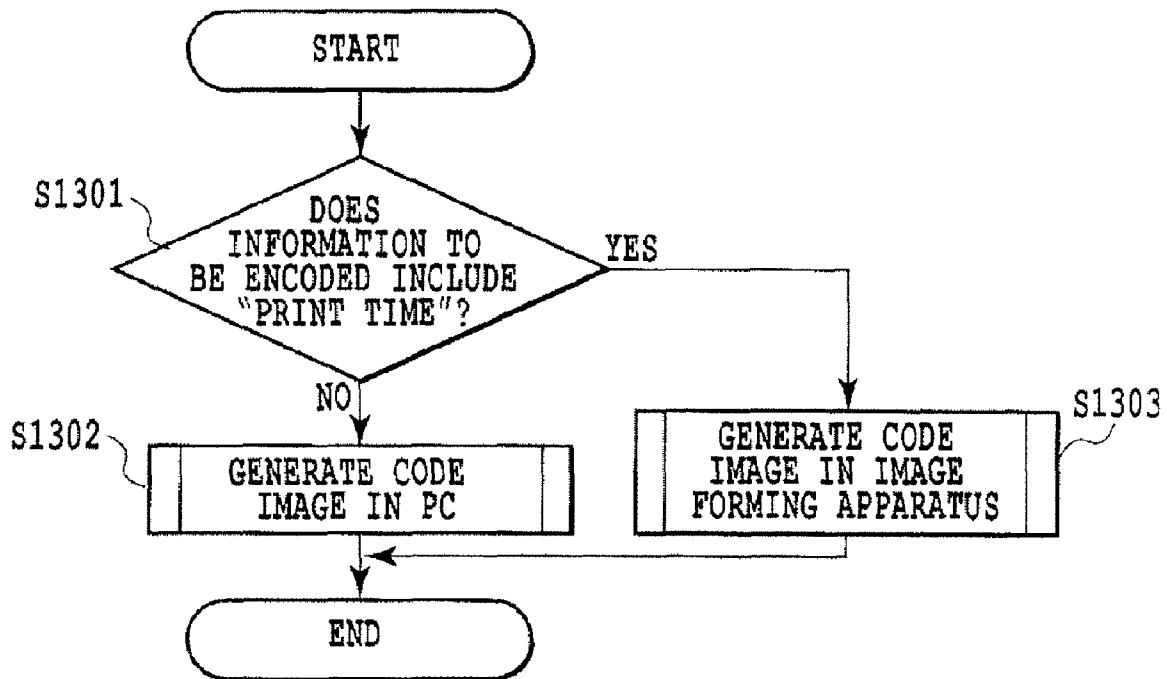 START
S1301
DOES
INFORMATION TO
BE ENCODED INCLUDE
"PRINT TIME"?
YES
NO
S1302
GENERATE CODE
IMAGE IN PC
S1303
GENERATE CODE
IMAGE IN IMAGE
FORMING APPARATUS
END